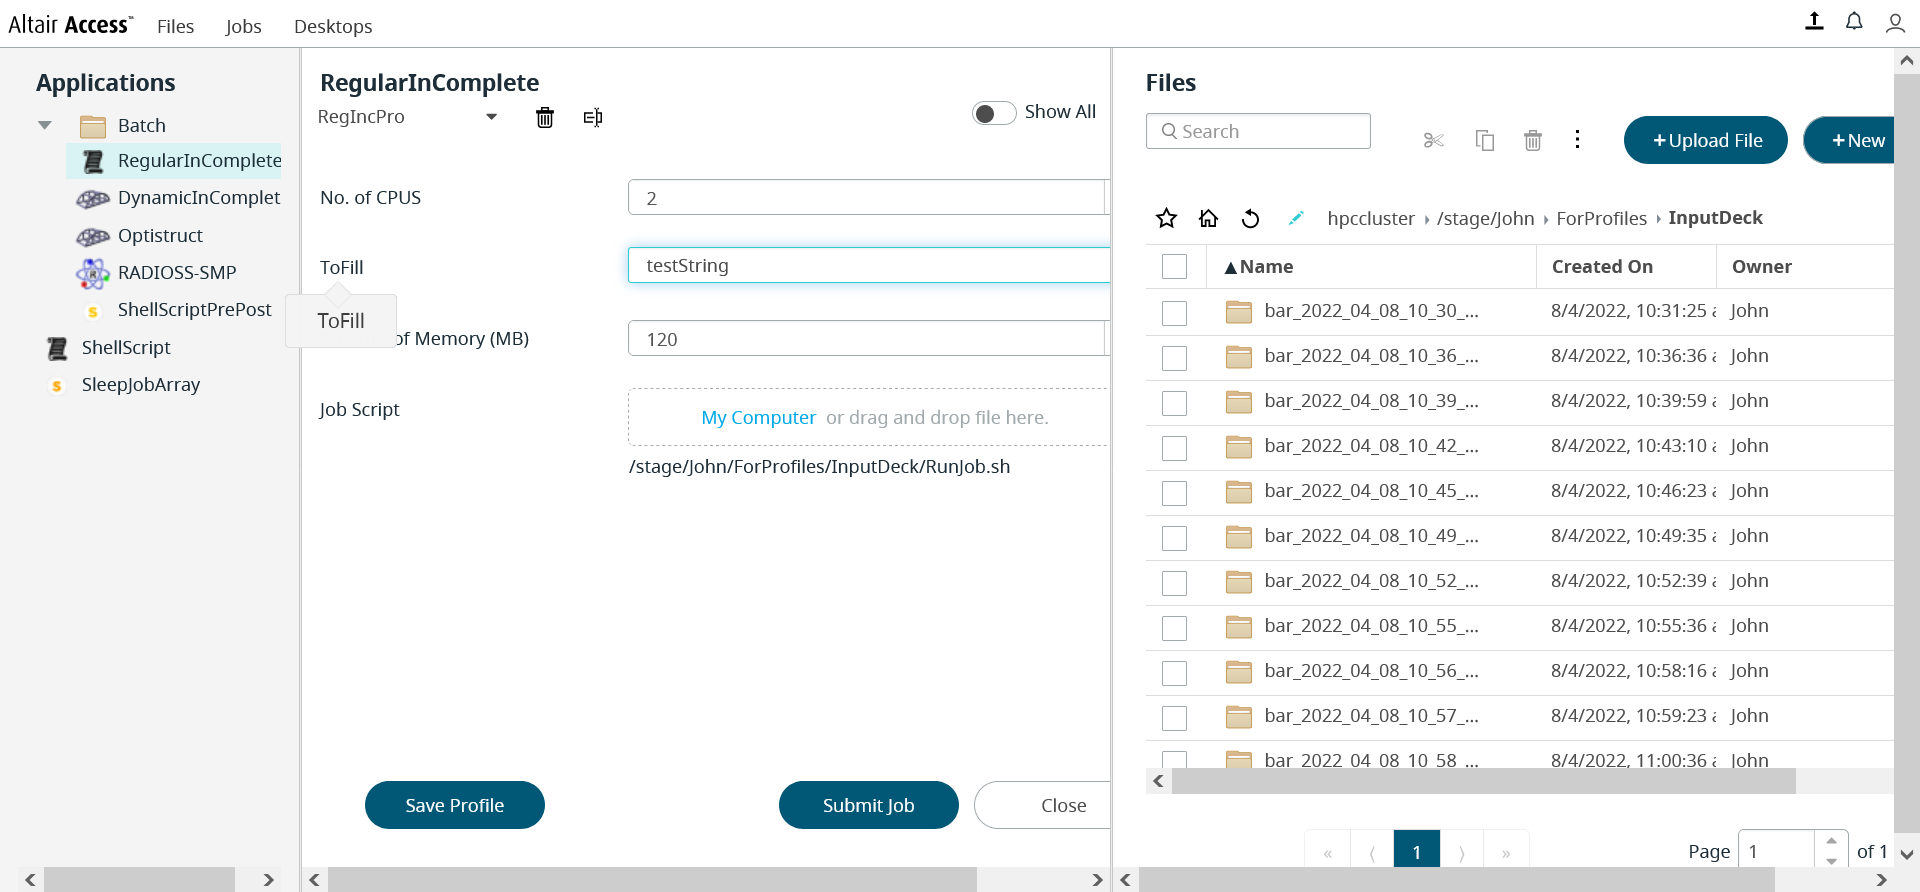 Altair Access™ Files Jobs Desktops
Applications
Batch
RegularInComplete
DynamicInComplet
Optistruct
RADIOSS-SMP
ShellScriptPrePost
ShellScript
SleepJobArray
RegularInComplete
RegIncPro
Show All
No. of CPUS 2
ToFill testString
ToFill
of Memory (MB) 120
Job Script My Computer or drag and drop file here.
/stage/John/ForProfiles/InputDeck/RunJob.sh
Save Profile Submit Job Close
Files
Search +Upload File +New
hpccluster › /stage/John › ForProfiles › InputDeck
▲Name Created On Owner
bar_2022_04_08_10_30_... 8/4/2022, 10:31:25 John
bar_2022_04_08_10_36_... 8/4/2022, 10:36:36 John
bar_2022_04_08_10_39_... 8/4/2022, 10:39:59 John
bar_2022_04_08_10_42_... 8/4/2022, 10:43:10 John
bar_2022_04_08_10_45_... 8/4/2022, 10:46:23 John
bar_2022_04_08_10_49_... 8/4/2022, 10:49:35 John
bar_2022_04_08_10_52_... 8/4/2022, 10:52:39 John
bar_2022_04_08_10_55_... 8/4/2022, 10:55:36 John
bar_2022_04_08_10_56_... 8/4/2022, 10:58:16 John
bar_2022_04_08_10_57_... 8/4/2022, 10:59:23 John
bar_2022_04_08_10_58_... 8/4/2022, 11:00:36 John
« ⟨ 1 ⟩ » Page 1 of 1